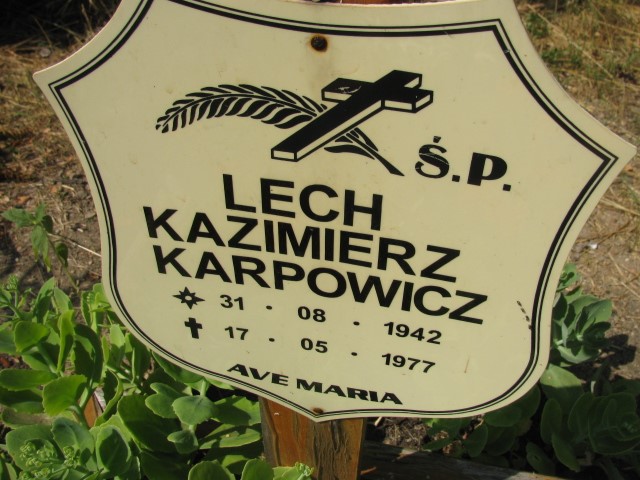 Ś.P.
LECH
KAZIMIERZ
KARPOWICZ
31 · 08 · 1942
17 · 05 · 1977
AVE MARIA